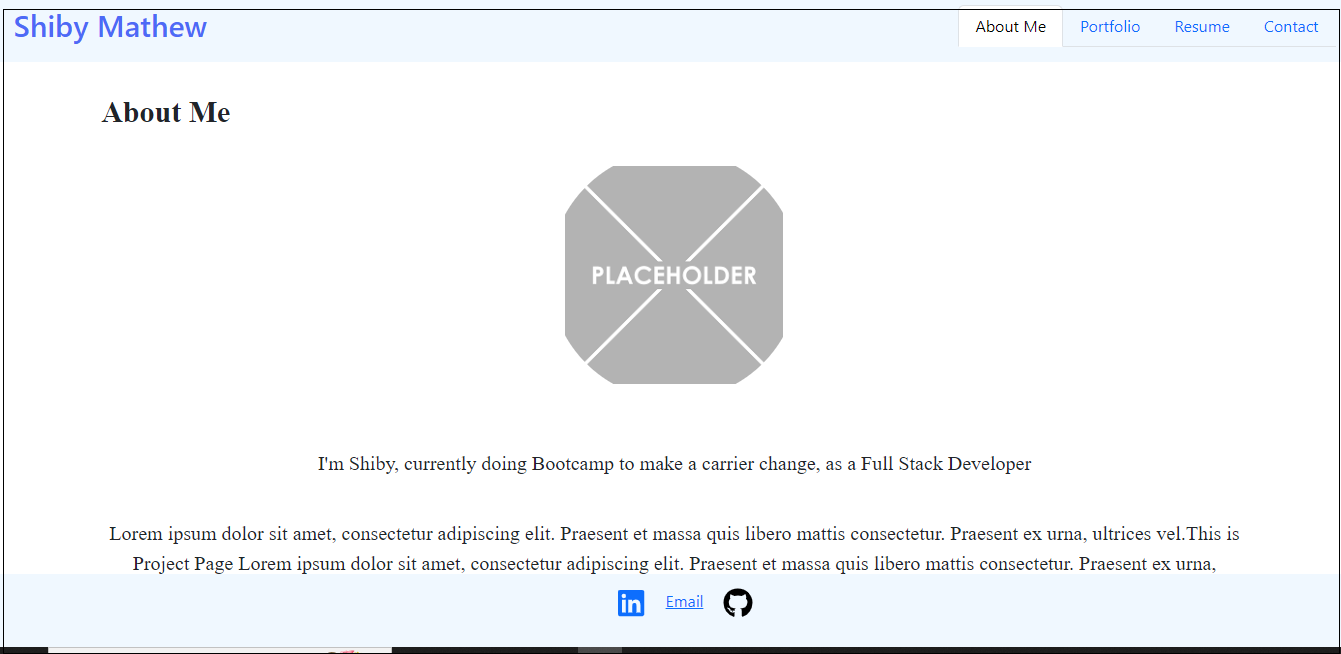 Shiby Mathew
About Me Portfolio Resume Contact
About Me
PLACEHOLDER
I'm Shiby, currently doing Bootcamp to make a carrier change, as a Full Stack Developer
Lorem ipsum dolor sit amet, consectetur adipiscing elit. Praesent et massa quis libero mattis consectetur. Praesent ex urna, ultrices vel.This is
Project Page Lorem ipsum dolor sit amet, consectetur adipiscing elit. Praesent et massa quis libero mattis consectetur. Praesent ex urna,
in Email